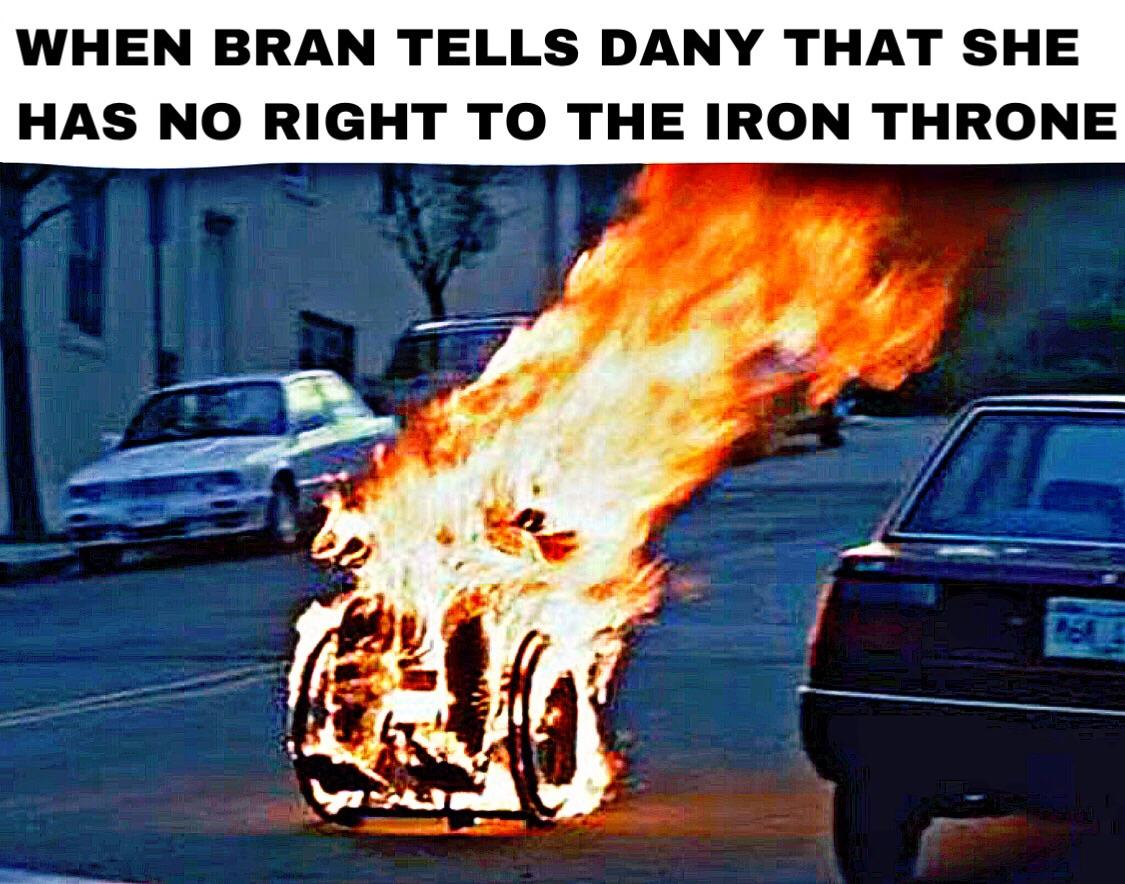 WHEN BRAN TELLS DANY THAT SHE
HAS NO RIGHT TO THE IRON THRONE